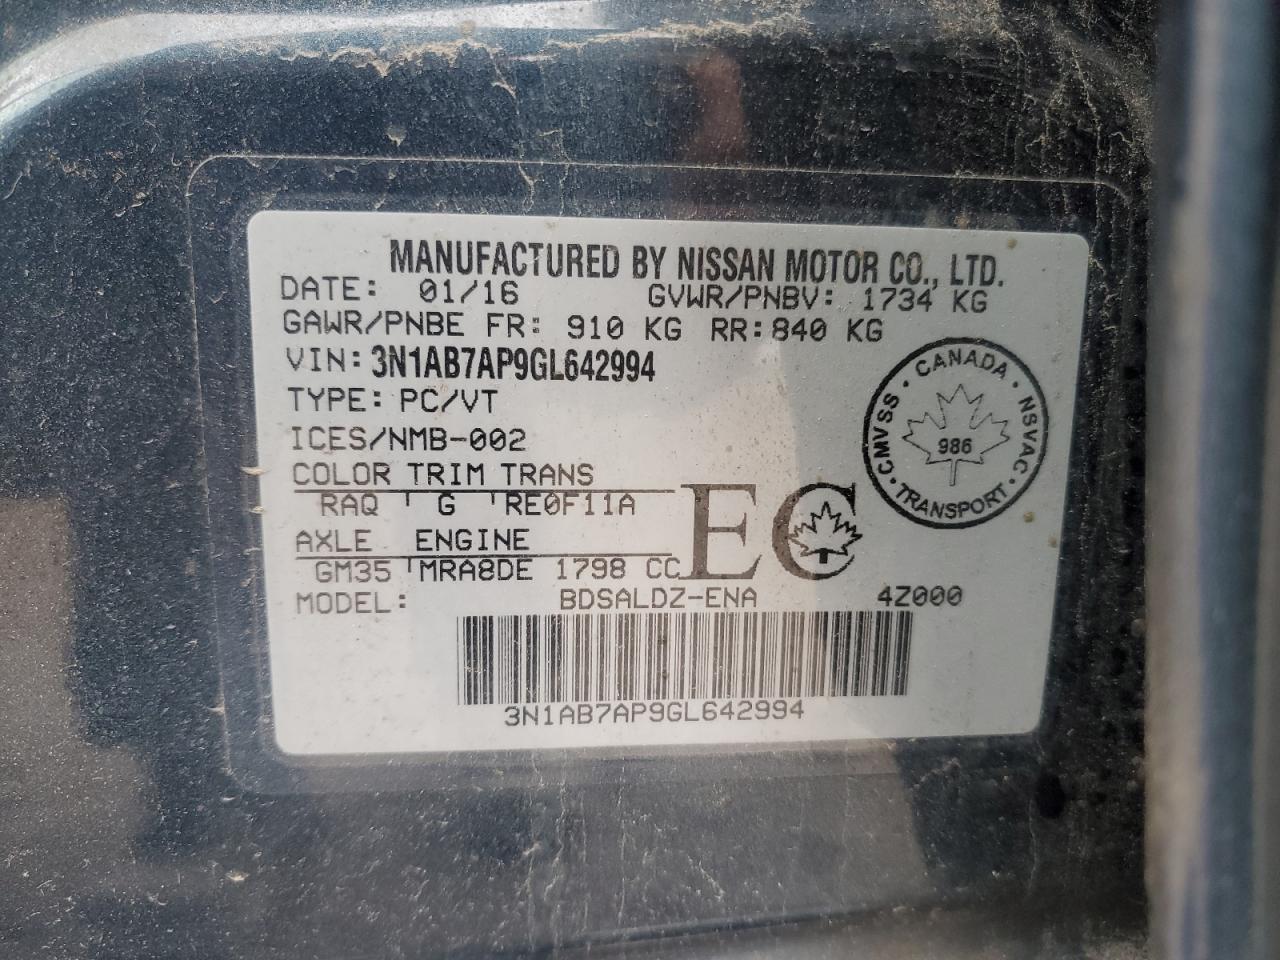 MANUFACTURED BY NISSAN MOTOR CO., LTD.
DATE: 01/16 GVWR/PNBV: 1734 KG
GAWR/PNBE FR: 910 KG RR:840 KG
VIN: 3N1AB7AP9GL642994
TYPE: PC/VT
ICES/NMB-002
COLOR TRIM TRANS
RAQ G RE0F11A
AXLE ENGINE
GM35 MRA8DE 1798 CC
EC
CANADA · NSVAC · TRANSPORT · CMVSS ·
986
MODEL: BDSALDZ-ENA 4Z000
3N1AB7AP9GL642994